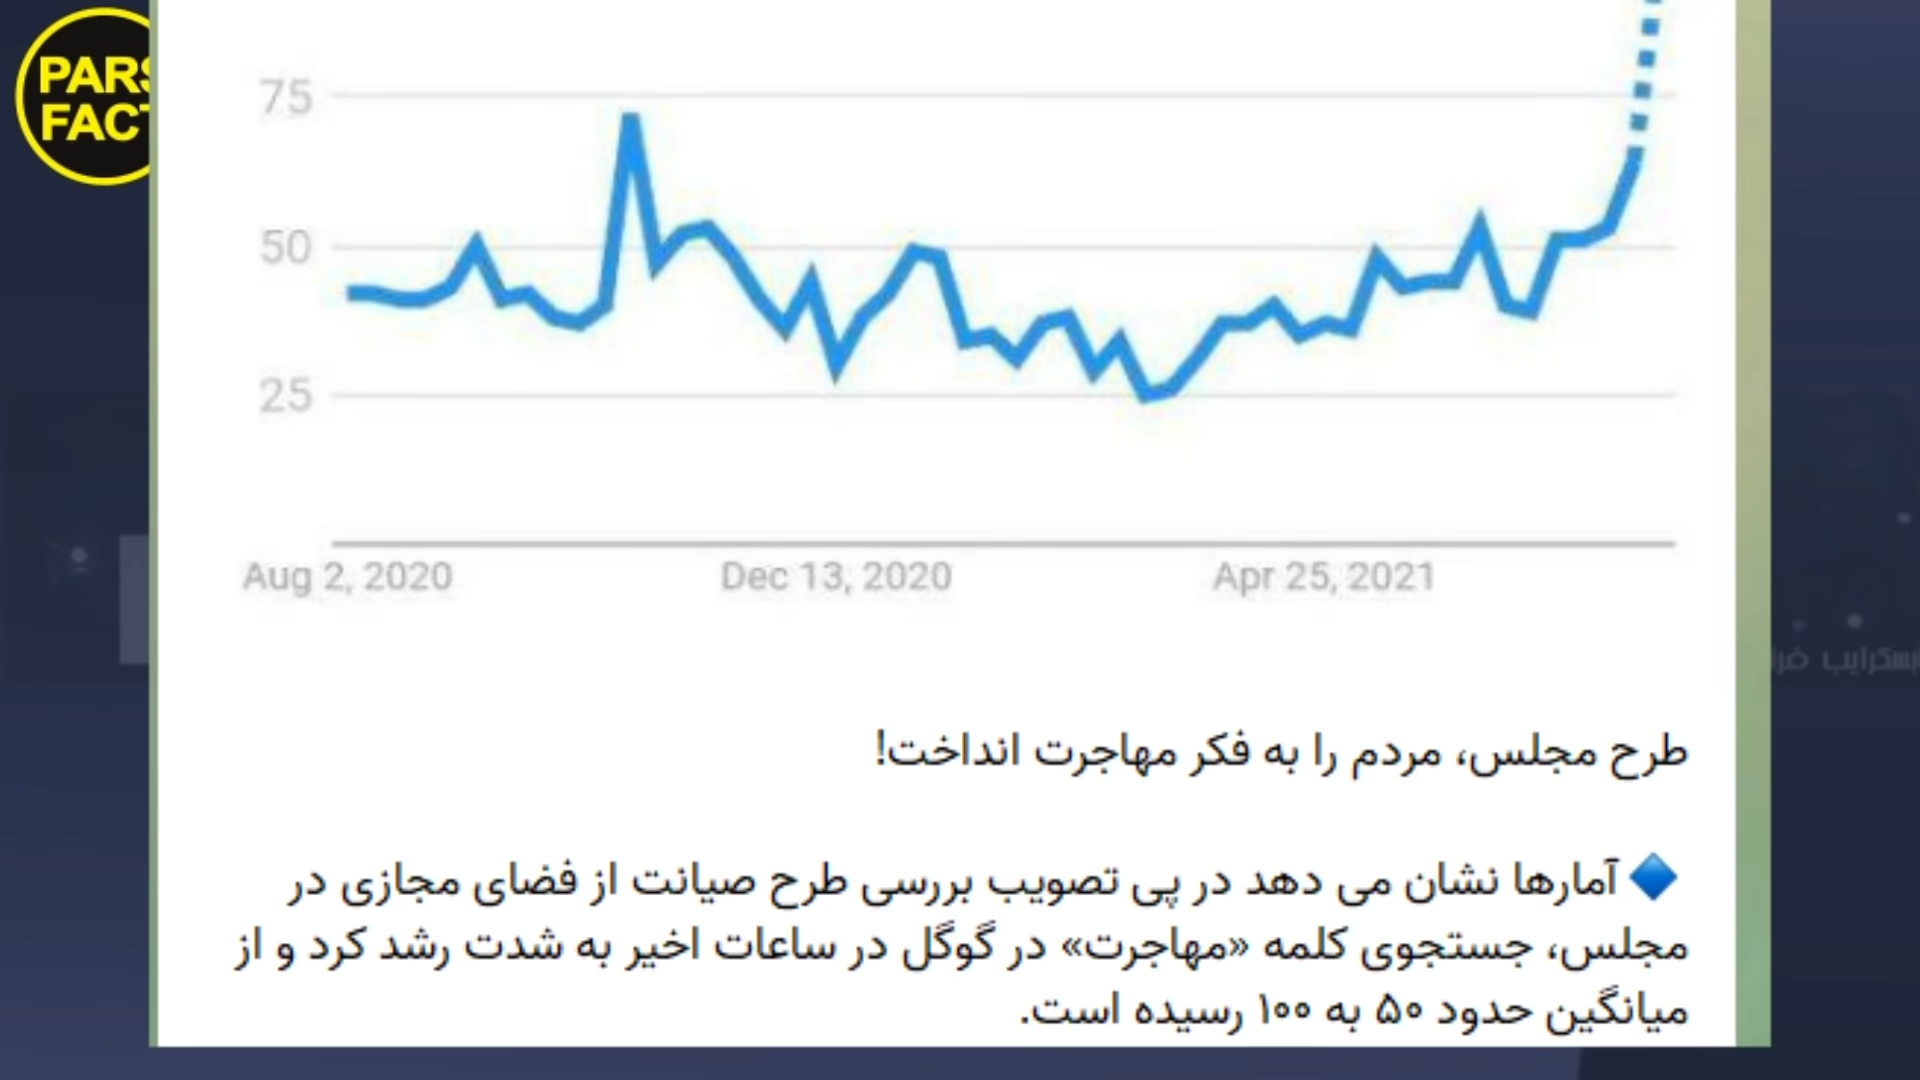 PARS
FACT
75
50
25
Aug 2, 2020
Dec 13, 2020
Apr 25, 2021
طرح مجلس، مردم را به فکر مهاجرت انداخت!
آمارها نشان می دهد در پی تصویب بررسی طرح صیانت از فضای مجازی در
مجلس، جستجوی کلمه «مهاجرت» در گوگل در ساعات اخیر به شدت رشد کرد و از
میانگین حدود ۵۰ به ۱۰۰ رسیده است.